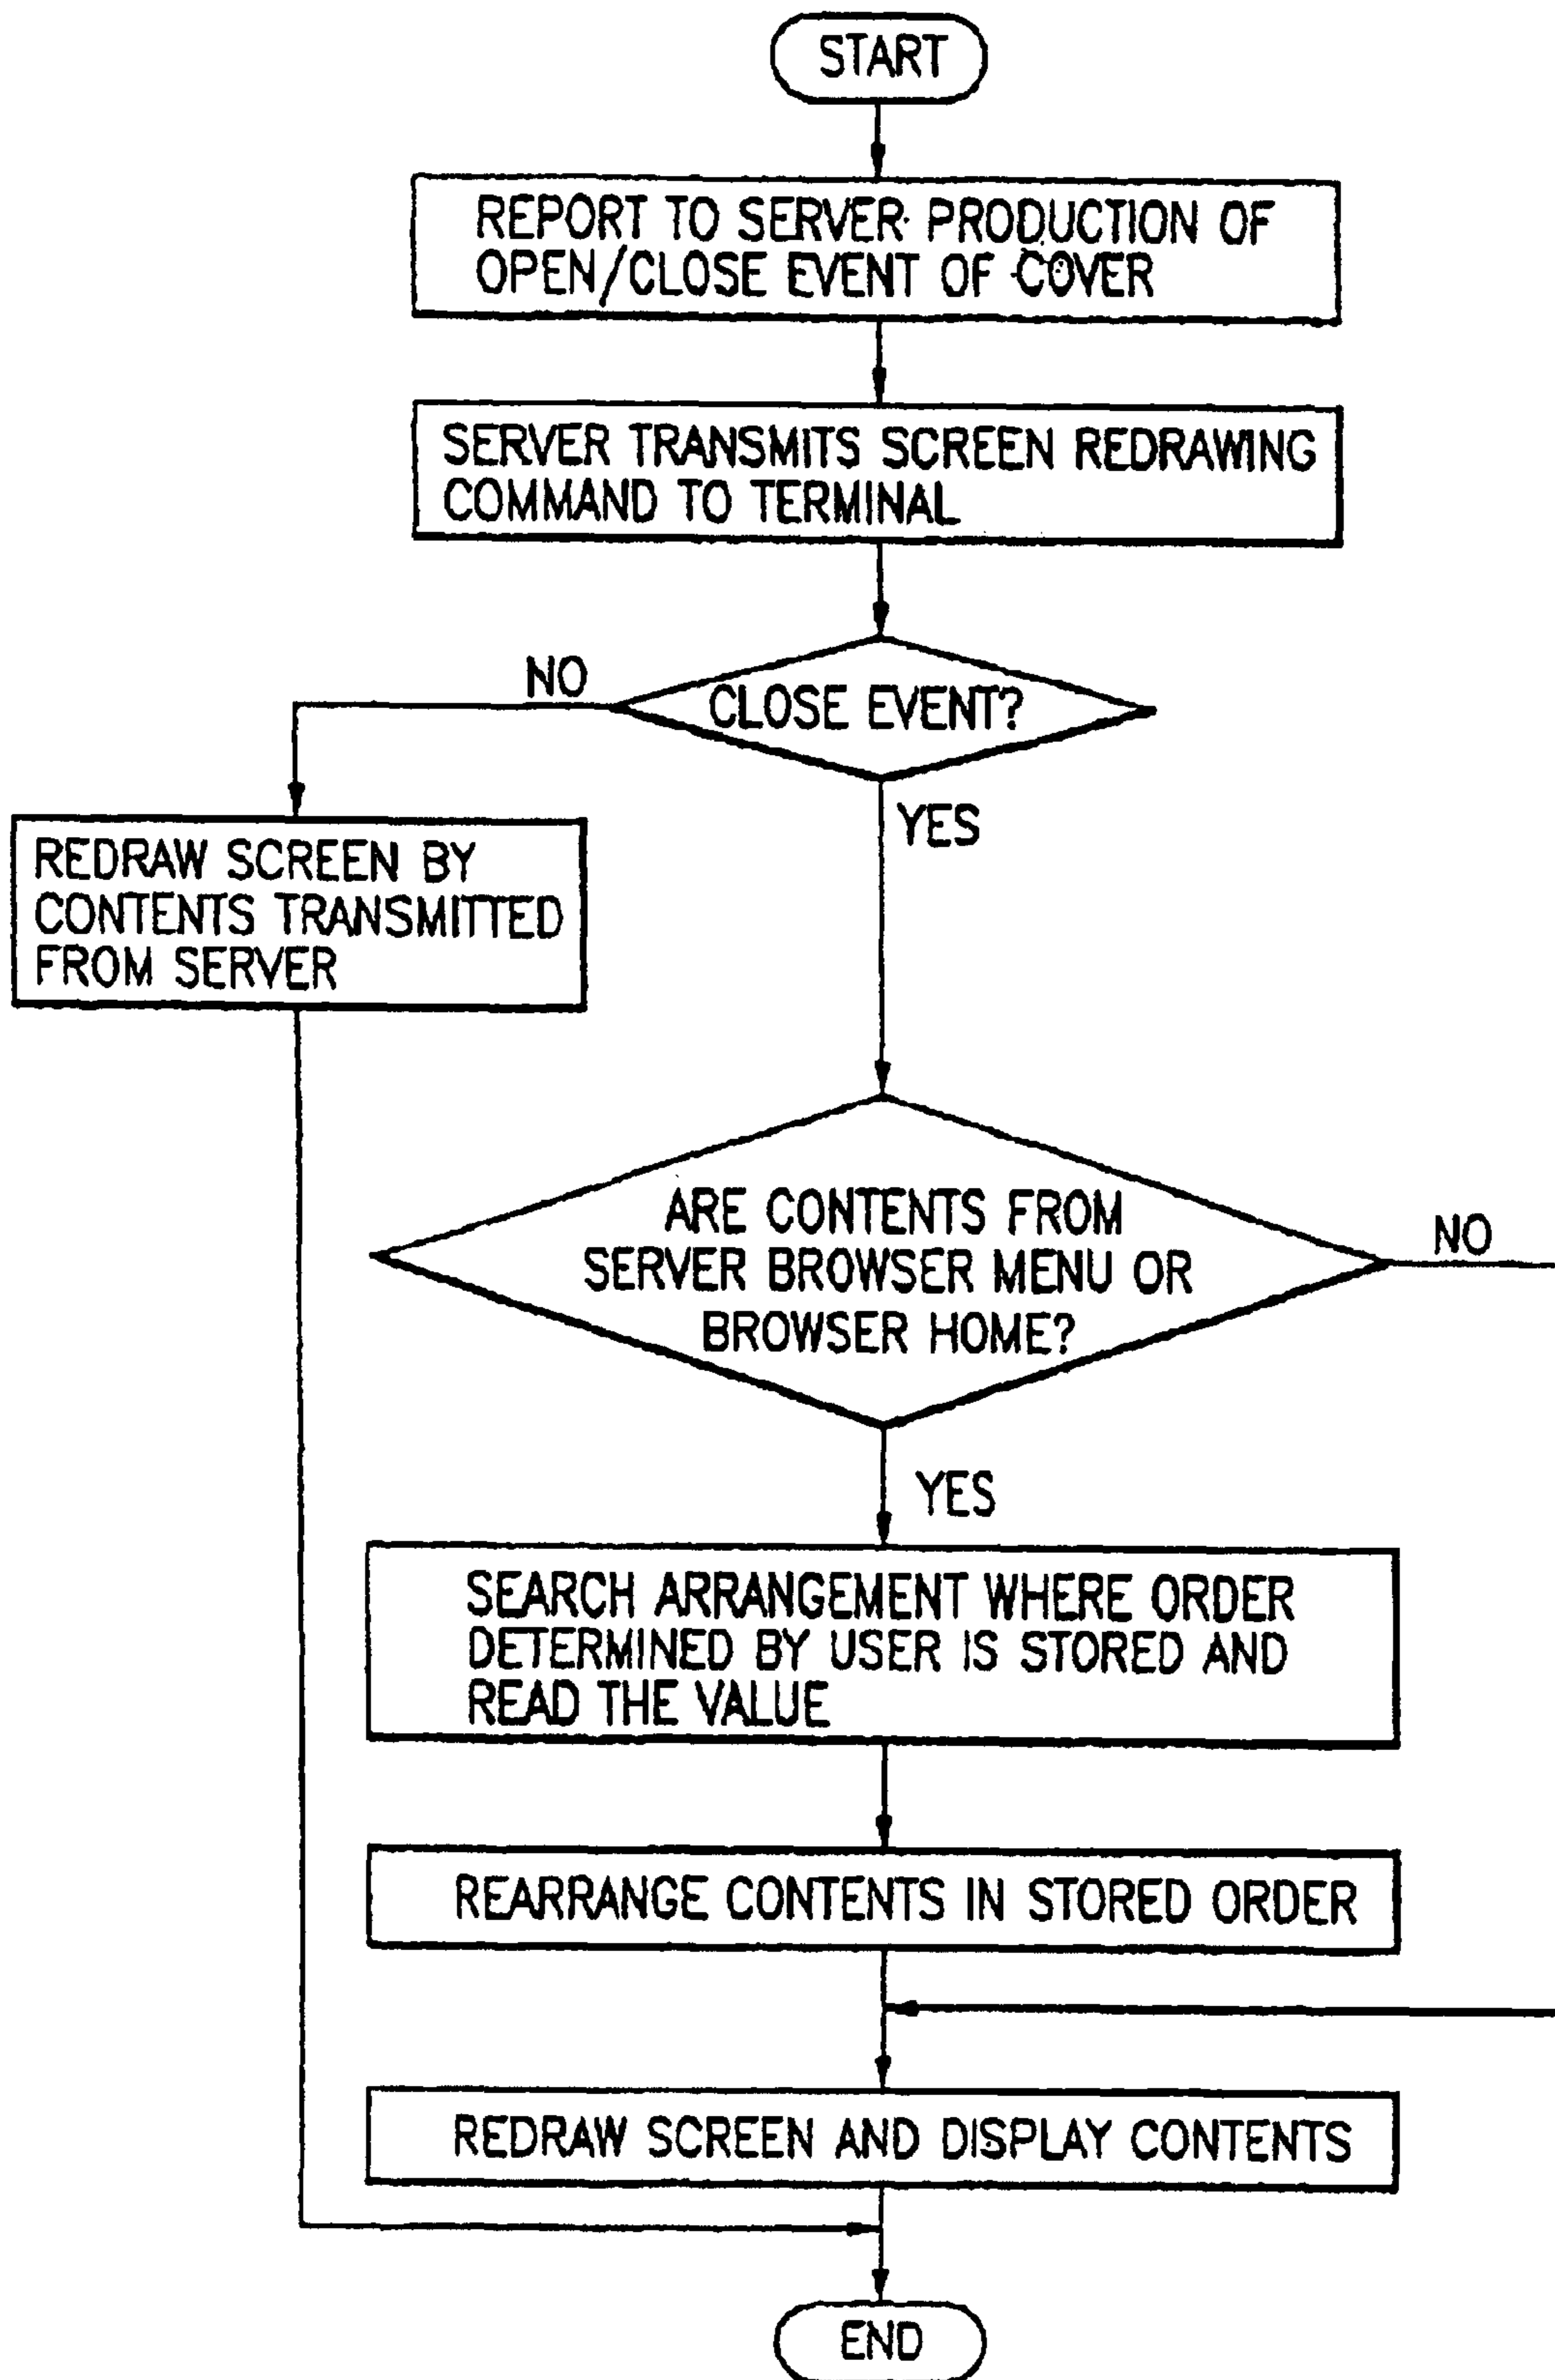 START
REPORT TO SERVER PRODUCTION OF
OPEN/CLOSE EVENT OF COVER
SERVER TRANSMITS SCREEN REDRAWING
COMMAND TO TERMINAL
NO
CLOSE EVENT?
YES
REDRAW SCREEN BY
CONTENTS TRANSMITTED
FROM SERVER
ARE CONTENTS FROM
SERVER BROWSER MENU OR
BROWSER HOME?
NO
YES
SEARCH ARRANGEMENT WHERE ORDER
DETERMINED BY USER IS STORED AND
READ THE VALUE
REARRANGE CONTENTS IN STORED ORDER
REDRAW SCREEN AND DISPLAY CONTENTS
END